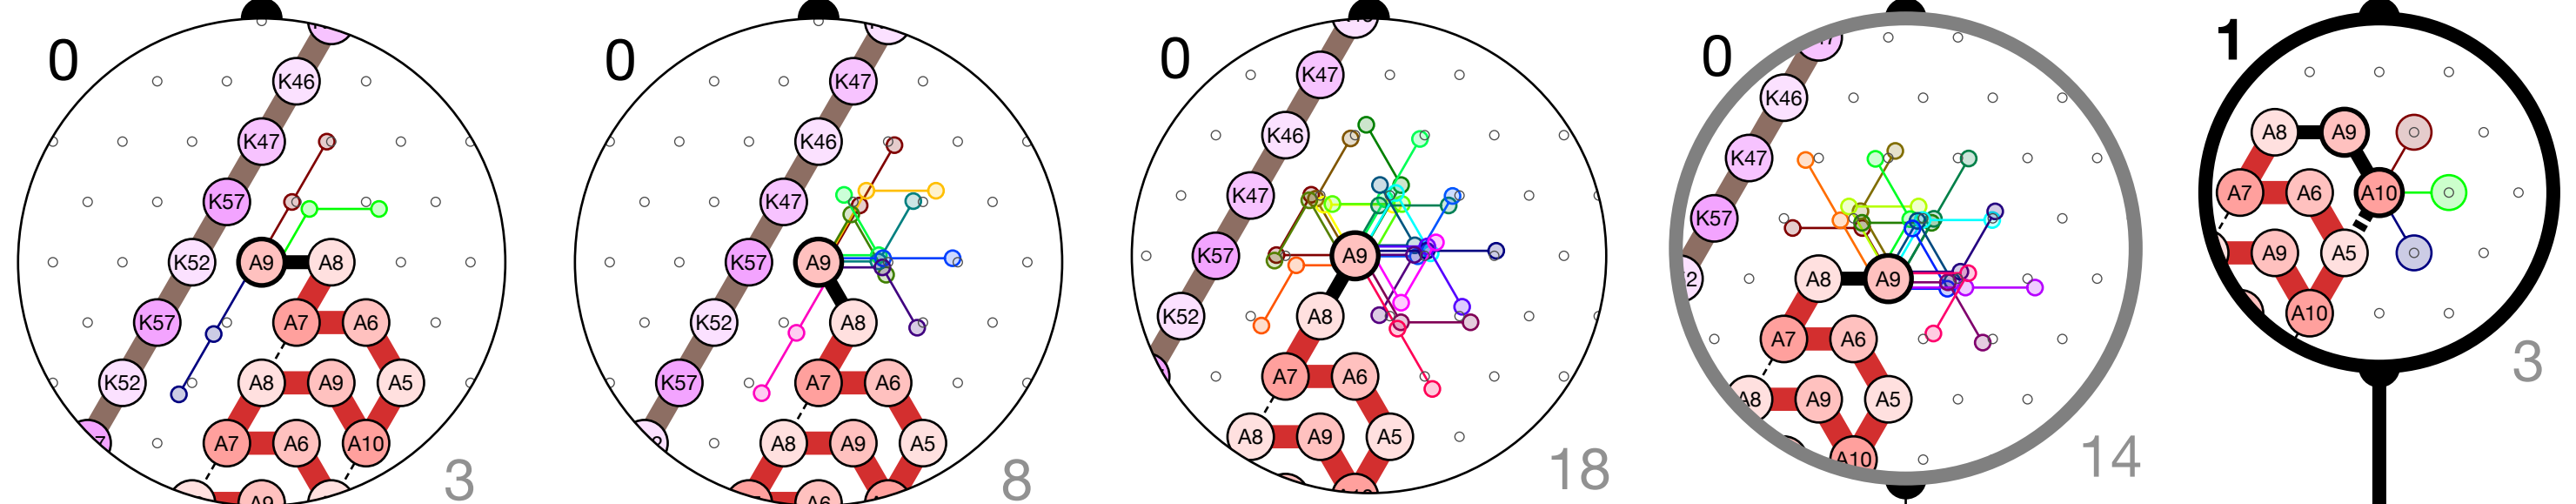 0 0 0 0 1
K46 K47 K47 K46 A8 A9
K47 K46 K46 K47 A7 A6 A10
K57 K47 K47 K57 A9 A5
K52 A9 A8 K57 A9 K57 A9 A8 A9 A10
K57 A7 A6 K52 A8 K52 A8 A7 A6 3
K52 A8 A9 A5 K57 A7 A6 A7 A6 A8 A9 A5
A7 A6 A10 A8 A9 A5 A8 A9 A5 A10
3 8 18 14
A9 A6